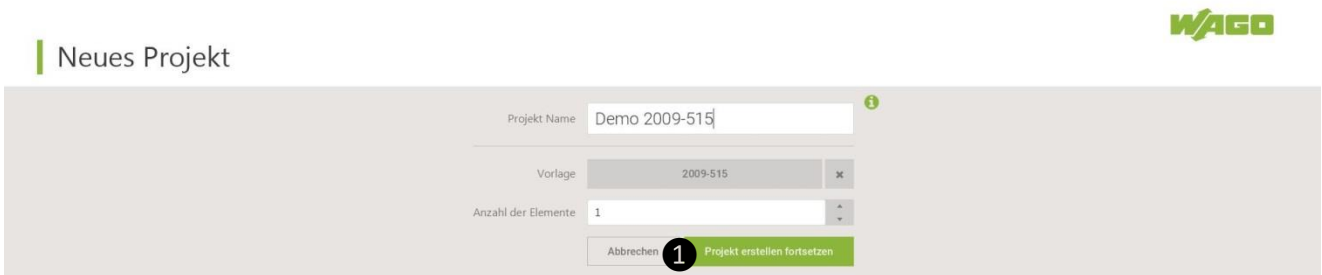 WAGO
Neues Projekt
Projekt Name Demo 2009-515
Vorlage 2009-515
Anzahl der Elemente 1
Abbrechen 1 Projekt erstellen fortsetzen